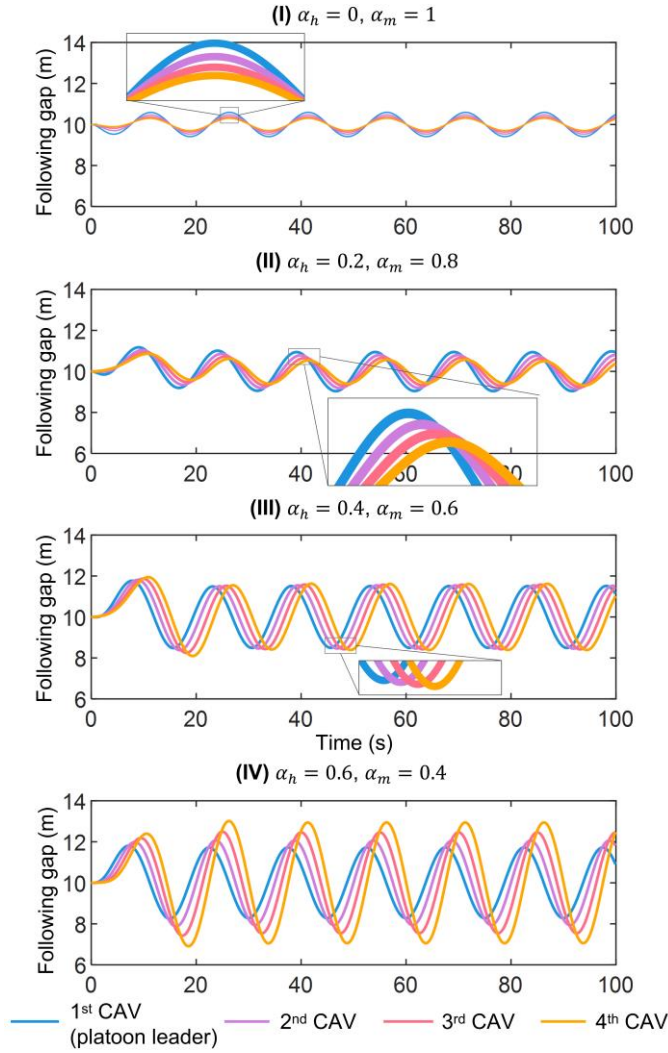 (I) αₕ = 0, αₘ = 1
Following gap (m)
14
12
10
8
6
0 20 40 60 80 100
(II) αₕ = 0.2, αₘ = 0.8
Following gap (m)
14
12
10
8
6
0 20 40 60 80 100
(III) αₕ = 0.4, αₘ = 0.6
Following gap (m)
14
12
10
8
6
0 20 40 60 80 100
Time (s)
(IV) αₕ = 0.6, αₘ = 0.4
Following gap (m)
14
12
10
8
6
0 20 40 60 80 100
1ˢᵗ CAV
(platoon leader)
2ⁿᵈ CAV
3ʳᵈ CAV
4ᵗʰ CAV